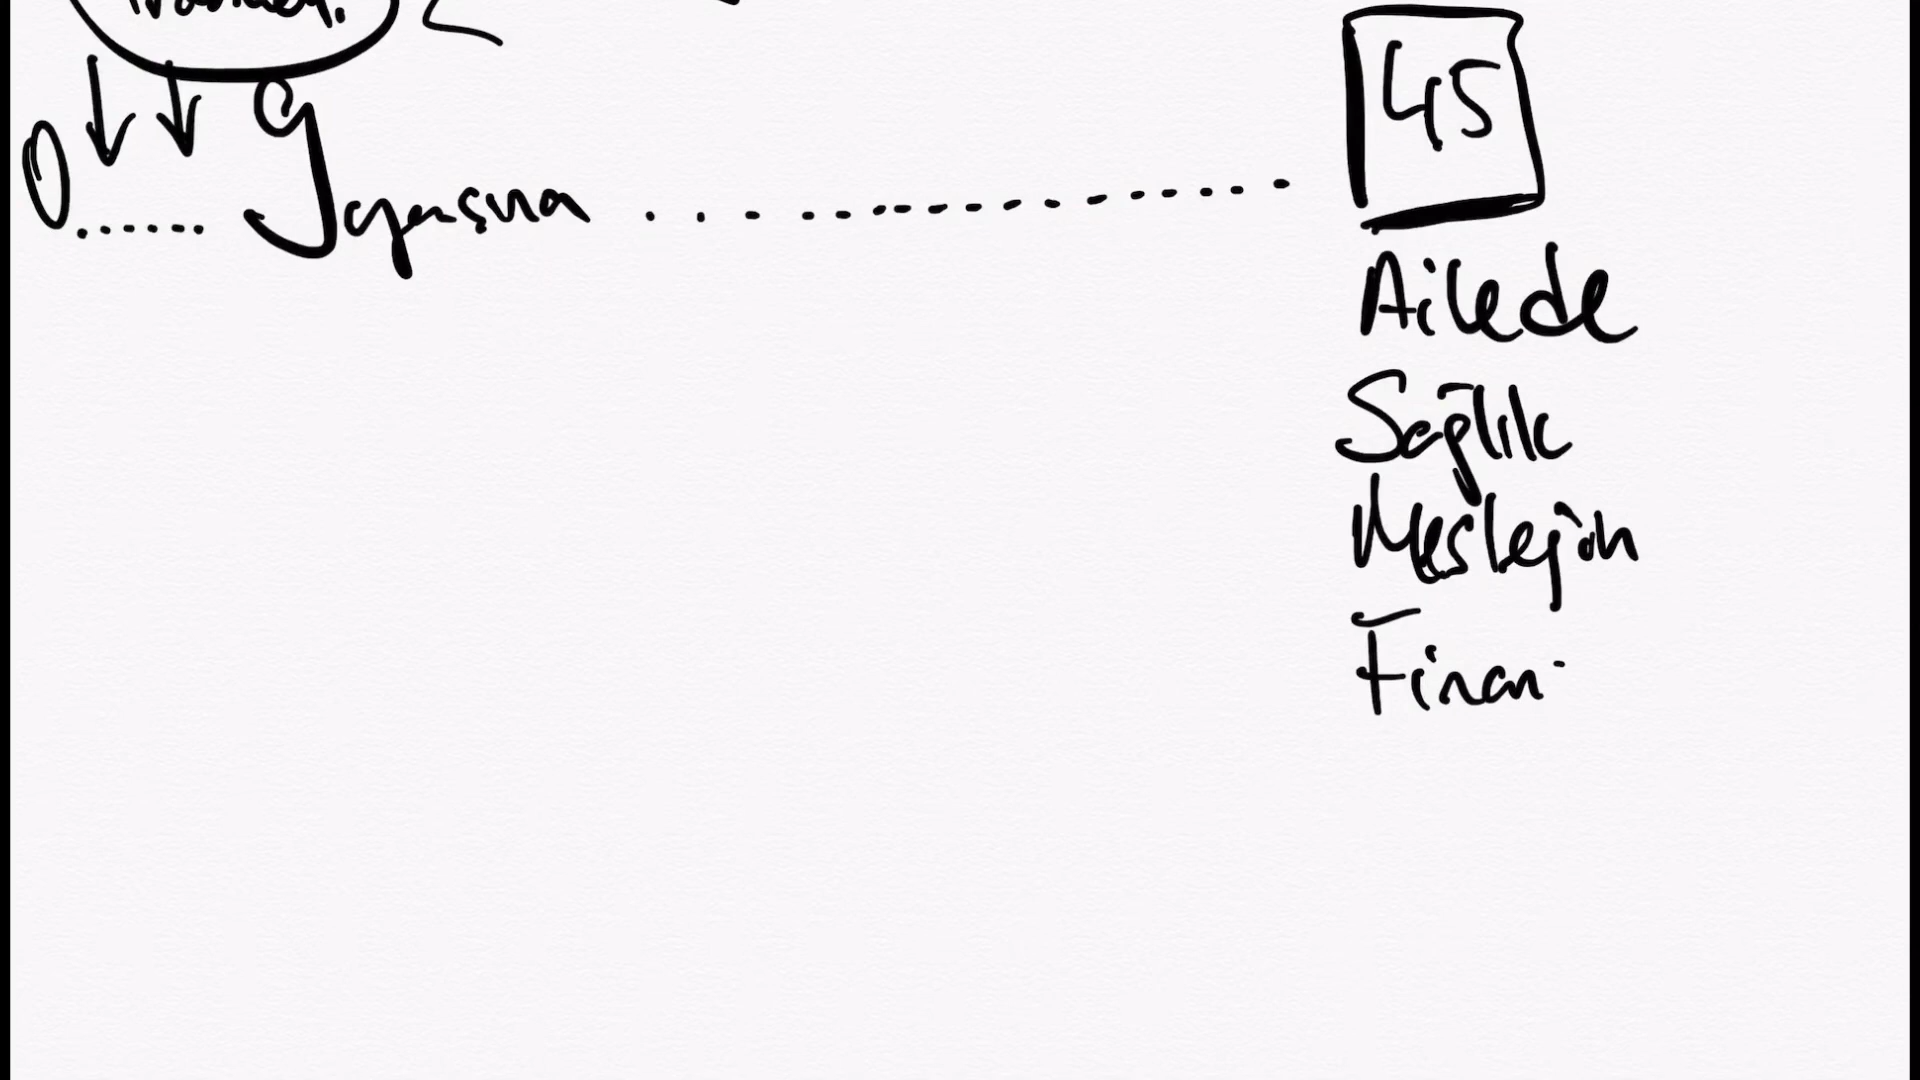 45
0...... 9 yaşına . . . . . . . . . . . . . . . . .
Ailede
Sağlık
Mesleğin
Finan